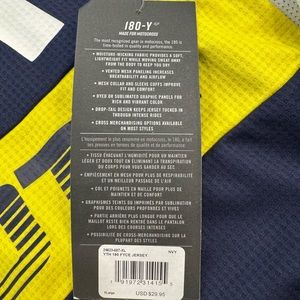 180-Y
MADE FOR MOTOCROSS
The most recognized gear in motocross, the 180 is
time-tested in quality and performance.
• MOISTURE-WICKING FABRIC PROVIDES A SOFT,
LIGHTWEIGHT FIT WHILE MOVING SWEAT AWAY
FROM THE BODY TO KEEP YOU DRY
• VENTED MESH PANELING INCREASES
BREATHABILITY AND AIRFLOW
• MESH COLLAR AND SLEEVE CUFFS IMPROVE FIT
AND COMFORT
• DYED OR SUBLIMATED GRAPHIC PANELS FOR
RICH AND VIBRANT COLOR
• DROP-TAIL DESIGN KEEPS JERSEY TUCKED IN
DURING RIDING
• CROSS MERCHANDISING OPTIONS AVAILABLE
ON MOST STYLES
L'équipement le plus renommé en motocross, le 180, a fait
ses preuves en termes de qualité et de performance.
• TISSU ÉVACUANT L'HUMIDITÉ POUR UN MAINTIEN
LÉGER ET DOUX TOUT EN ÉLIMINANT LA TRANSPIRATION
DU CORPS POUR VOUS GARDER AU SEC
• EMPIÈCEMENT EN MESH POUR PLUS DE RESPIRABILITÉ
ET UN MEILLEUR PASSAGE DE L'AIR
• COL ET POIGNETS EN MAILLE POUR PLUS DE MAINTIEN
ET DE CONFORT
• GRAPHISMES TEINTS OU IMPRIMÉS PAR SUBLIMATION
POUR DES COULEURS PROFONDES ET VIVES
• PARTIE ARRIÈRE PLUS LONGUE POUR QUE LE
MAILLOT RESTE BIEN RENTRÉ DANS LE PANTALON
LORS DES COURSES INTENSES
• POSSIBILITÉ DE CROSS-MERCHANDISING SUR LA
PLUPART DES STYLES
NVY
YTH 180 FYCE JERSEY
1 91972 31415
USD $29.95